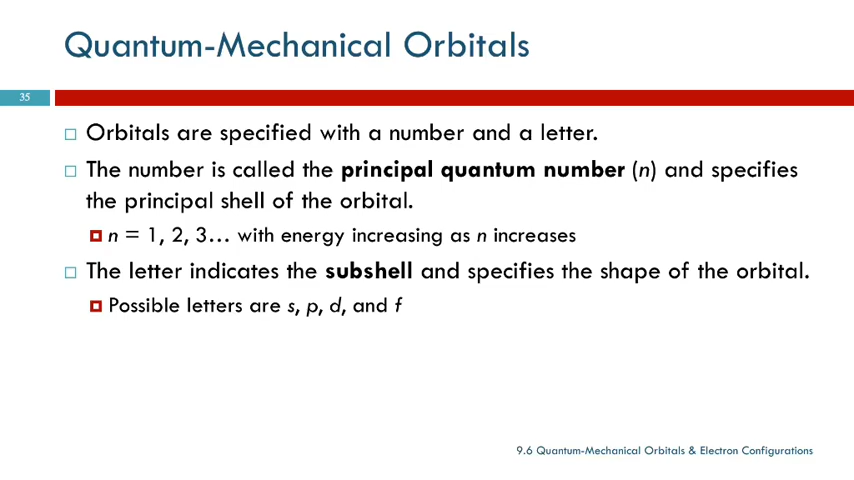 Quantum-Mechanical Orbitals
35
Orbitals are specified with a number and a letter.
The number is called the principal quantum number (n) and specifies
the principal shell of the orbital.
n = 1, 2, 3… with energy increasing as n increases
The letter indicates the subshell and specifies the shape of the orbital.
Possible letters are s, p, d, and f
9.6 Quantum-Mechanical Orbitals & Electron Configurations